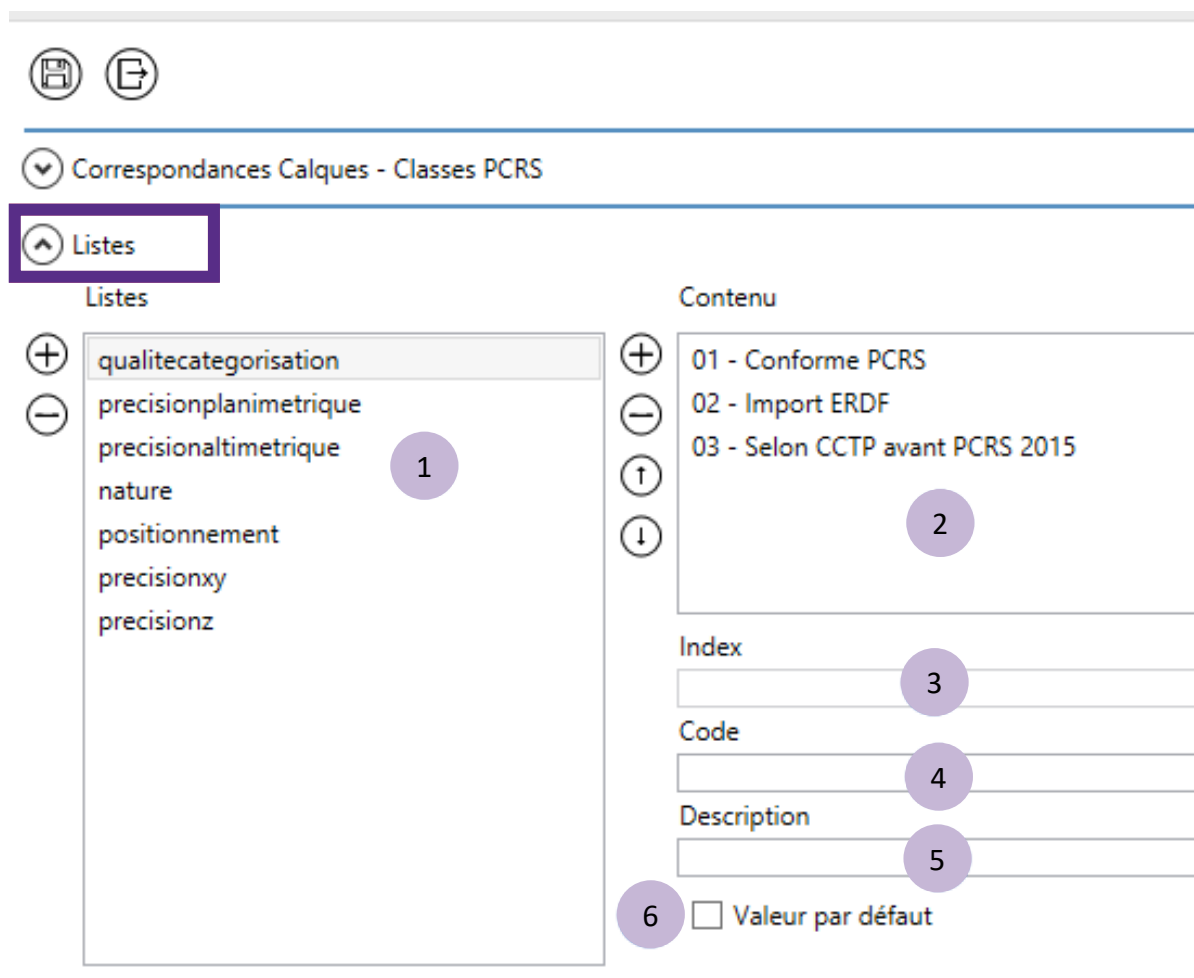 Correspondances Calques - Classes PCRS
Listes
Listes
qualitecategorisation
precisionplanimetrique
precisionaltimetrique
nature
positionnement
precisionxy
precisionz
1
Contenu
01 - Conforme PCRS
02 - Import ERDF
03 - Selon CCTP avant PCRS 2015
2
Index
3
Code
4
Description
5
6
Valeur par défaut